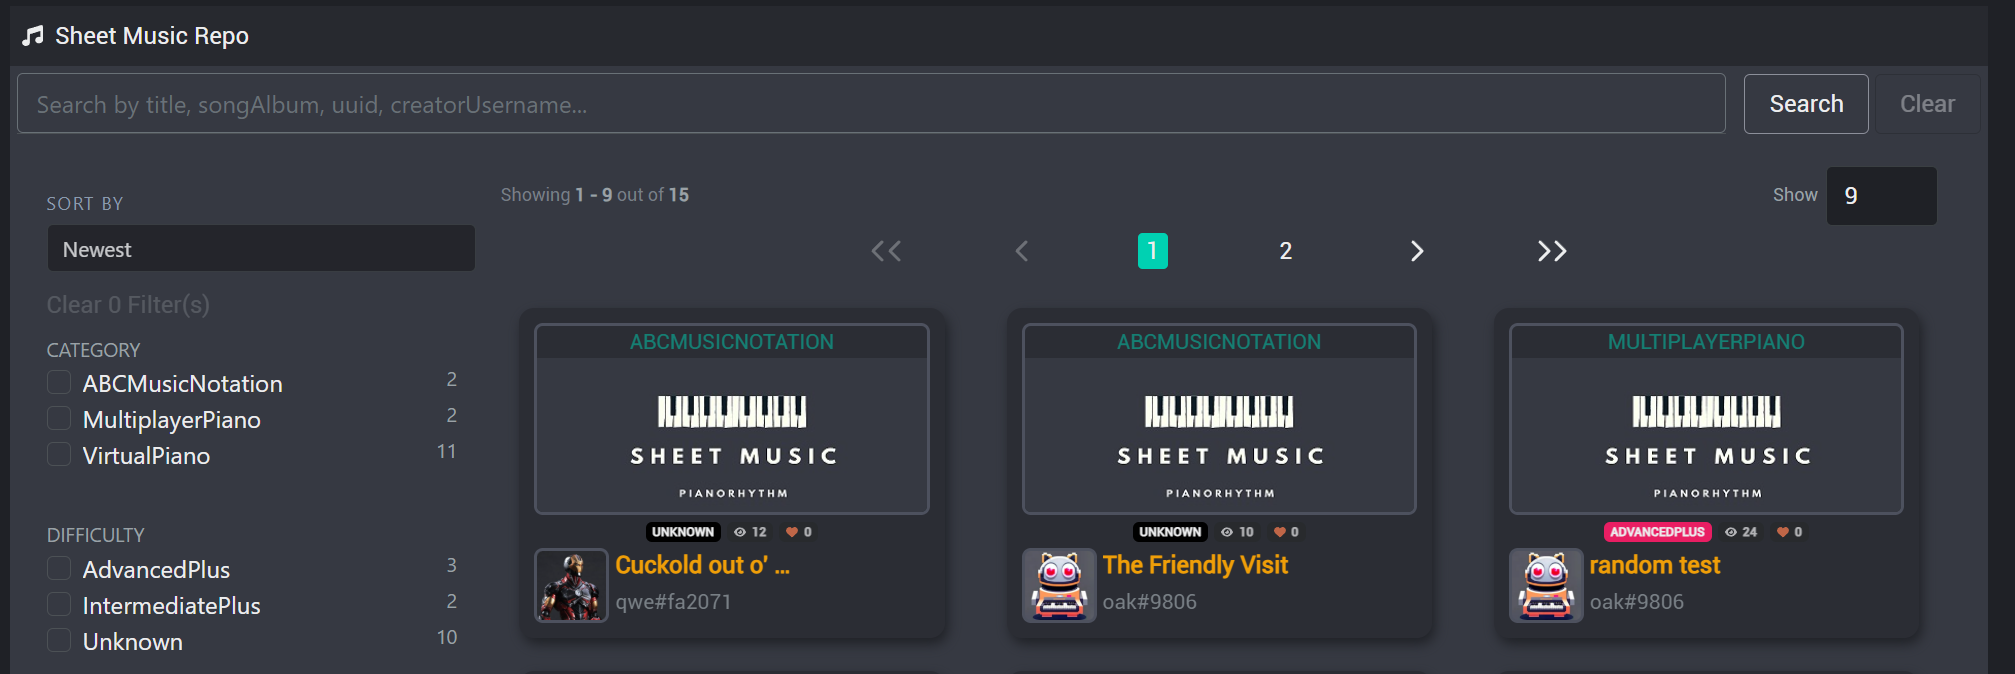 Sheet Music Repo
Search by title, songAlbum, uuid, creatorUsername...
Search
Clear
SORT BY
Newest
Clear 0 Filter(s)
CATEGORY
ABCMusicNotation 2
MultiplayerPiano 2
VirtualPiano 11
DIFFICULTY
AdvancedPlus 3
IntermediatePlus 2
Unknown 10
Showing 1 - 9 out of 15
Show 9
1 2
ABCMUSICNOTATION
SHEET MUSIC
PIANORHYTHM
UNKNOWN 12 0
Cuckold out o' ...
qwe#fa2071
ABCMUSICNOTATION
SHEET MUSIC
PIANORHYTHM
UNKNOWN 10 0
The Friendly Visit
oak#9806
MULTIPLAYERPIANO
SHEET MUSIC
PIANORHYTHM
ADVANCEDPLUS 24 0
random test
oak#9806